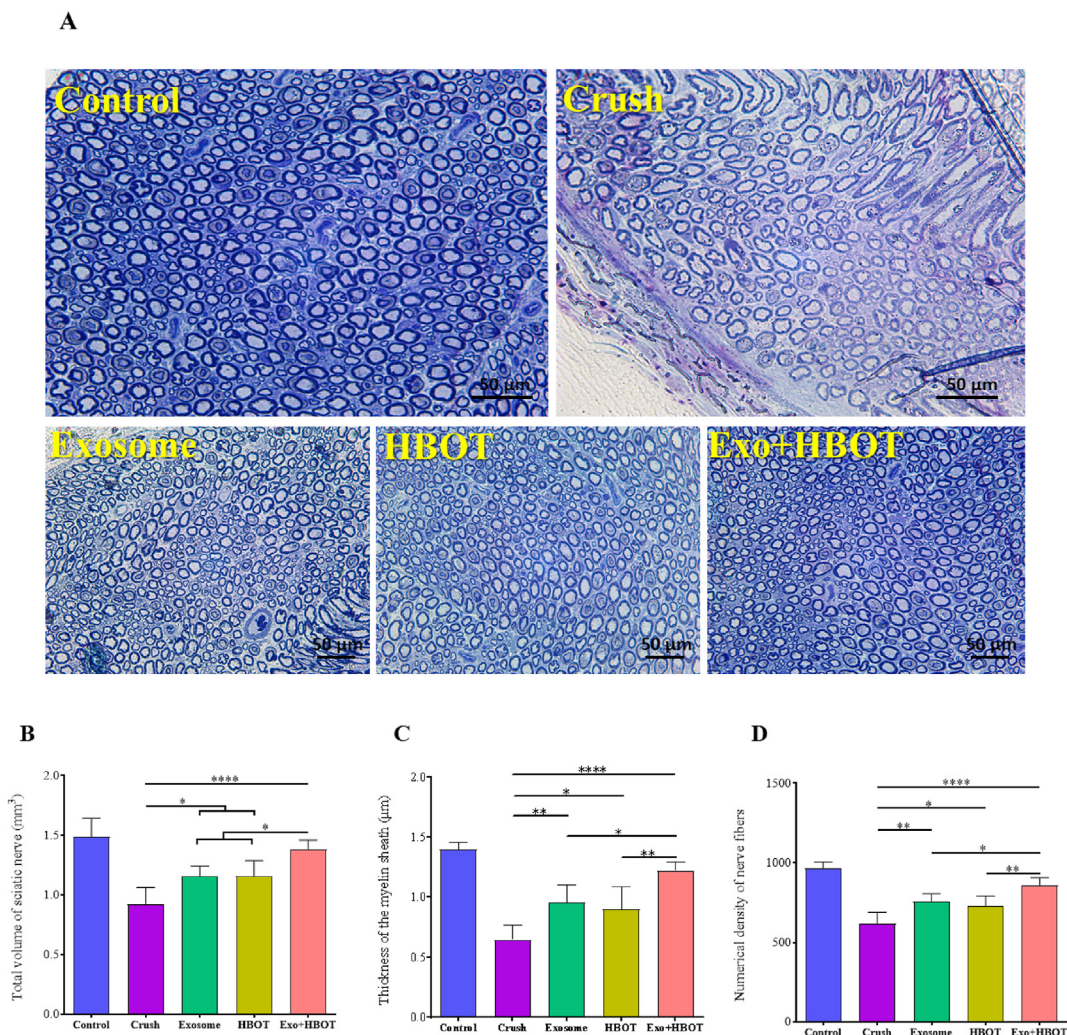 A
Control
Crush
50 µm
50 µm
Exosome
HBOT
Exo+HBOT
50 µm
50 µm
50 µm
B
C
D
Total volume of sciatic nerve (mm³)
2.0
1.5
1.0
0.5
0.0
****
*
*
Control Crush Exosome HBOT Exo+HBOT
Thickness of the myelin sheath (µm)
2.0
1.5
1.0
0.5
0.0
****
*
**
*
**
Control Crush Exosome HBOT Exo+HBOT
Numerical density of nerve fibers
1500
1000
500
0
****
*
**
*
**
Control Crush Exosome HBOT Exo+HBOT